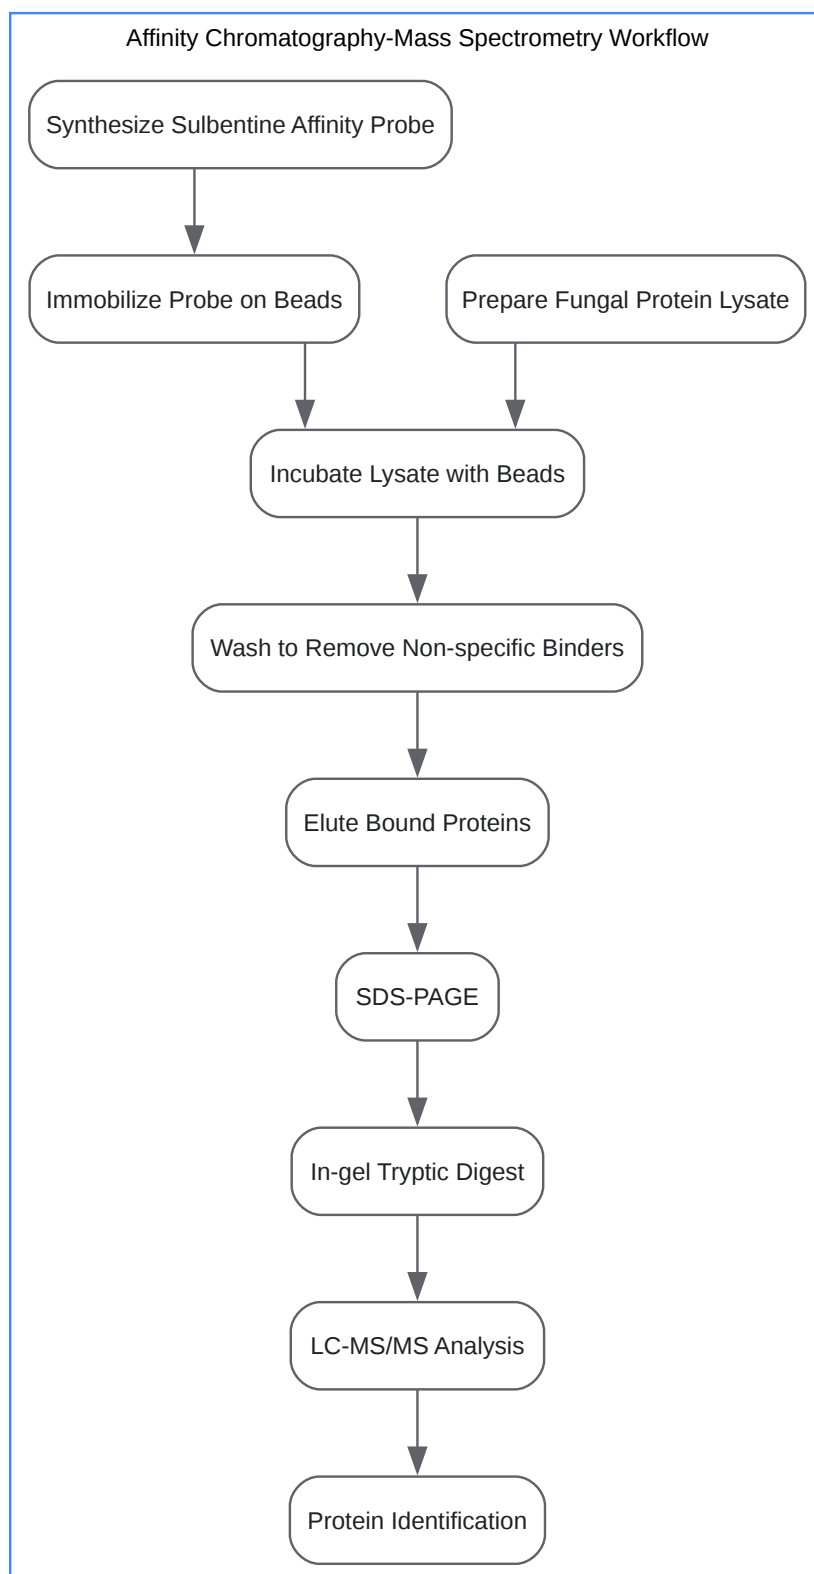 Affinity Chromatography-Mass Spectrometry Workflow
Synthesize Sulbentine Affinity Probe
Immobilize Probe on Beads
Prepare Fungal Protein Lysate
Incubate Lysate with Beads
Wash to Remove Non-specific Binders
Elute Bound Proteins
SDS-PAGE
In-gel Tryptic Digest
LC-MS/MS Analysis
Protein Identification